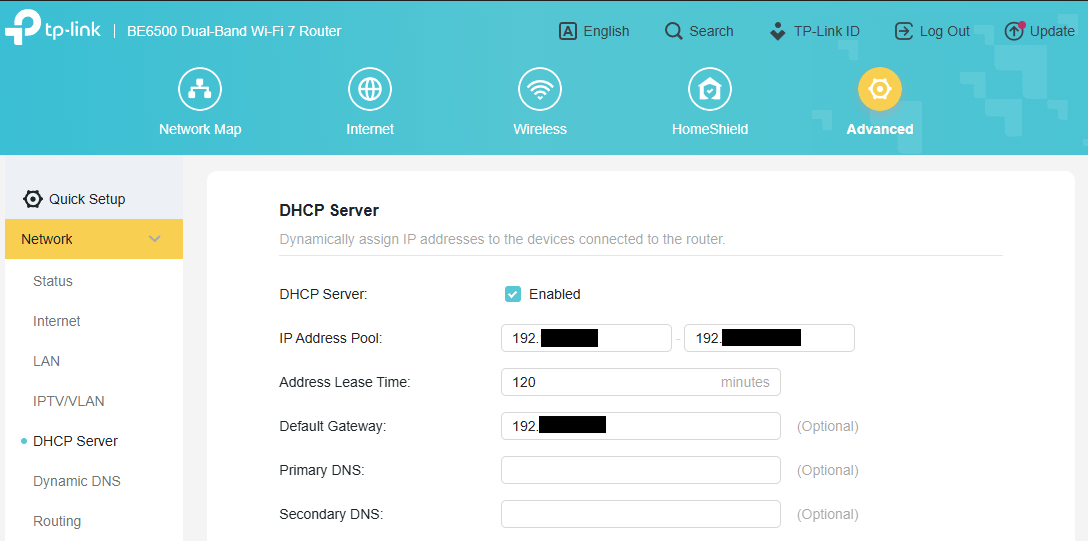 tp-link | BE6500 Dual-Band Wi-Fi 7 Router
English Search TP-Link ID Log Out Update
Network Map Internet Wireless HomeShield Advanced
Quick Setup
Network
Status
Internet
LAN
IPTV/VLAN
DHCP Server
Dynamic DNS
Routing
DHCP Server
Dynamically assign IP addresses to the devices connected to the router.
DHCP Server: Enabled
IP Address Pool: 192. - 192.
Address Lease Time: 120 minutes
Default Gateway: 192. (Optional)
Primary DNS: (Optional)
Secondary DNS: (Optional)